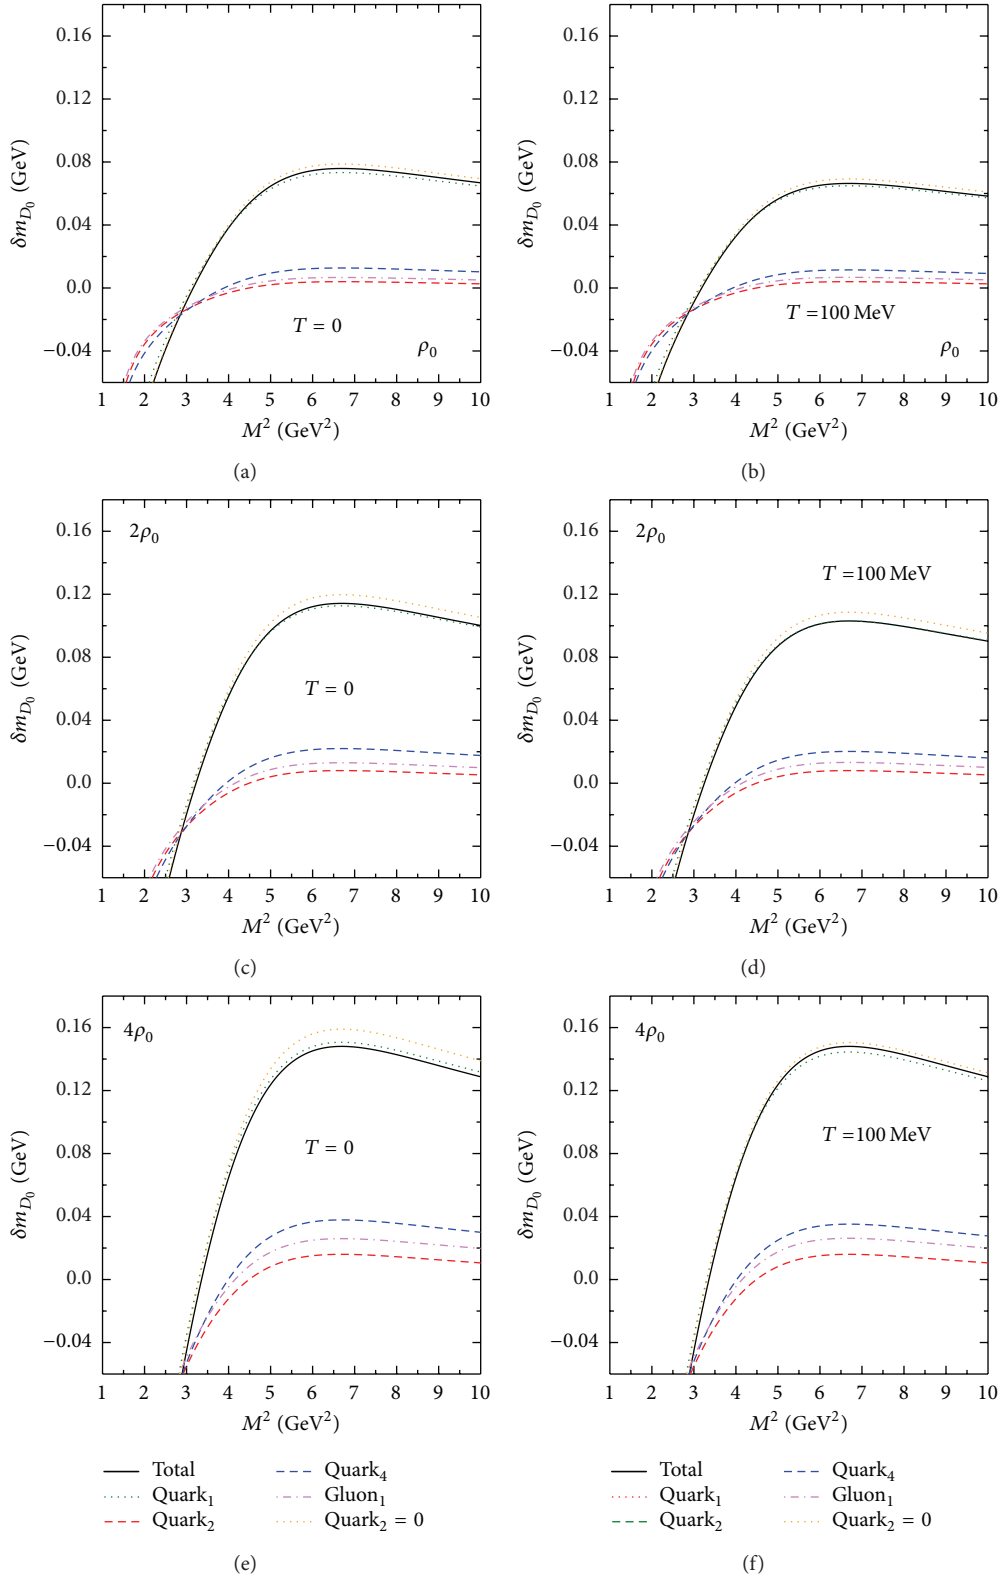 0.16
0.12
0.08
0.04
0.0
−0.04
δm_{D_0} (GeV)
T = 0
ρ_0
1 2 3 4 5 6 7 8 9 10
M^2 (GeV^2)
(a)
0.16
0.12
0.08
0.04
0.0
−0.04
δm_{D_0} (GeV)
T = 100 MeV
ρ_0
1 2 3 4 5 6 7 8 9 10
M^2 (GeV^2)
(b)
0.16
0.12
0.08
0.04
0.0
−0.04
δm_{D_0} (GeV)
2ρ_0
T = 0
1 2 3 4 5 6 7 8 9 10
M^2 (GeV^2)
(c)
0.16
0.12
0.08
0.04
0.0
−0.04
δm_{D_0} (GeV)
2ρ_0
T = 100 MeV
1 2 3 4 5 6 7 8 9 10
M^2 (GeV^2)
(d)
0.16
0.12
0.08
0.04
0.0
−0.04
δm_{D_0} (GeV)
4ρ_0
T = 0
1 2 3 4 5 6 7 8 9 10
M^2 (GeV^2)
Total
Quark_1
Quark_2
Quark_4
Gluon_1
Quark_2 = 0
(e)
0.16
0.12
0.08
0.04
0.0
−0.04
δm_{D_0} (GeV)
4ρ_0
T = 100 MeV
1 2 3 4 5 6 7 8 9 10
M^2 (GeV^2)
Total
Quark_1
Quark_2
Quark_4
Gluon_1
Quark_2 = 0
(f)